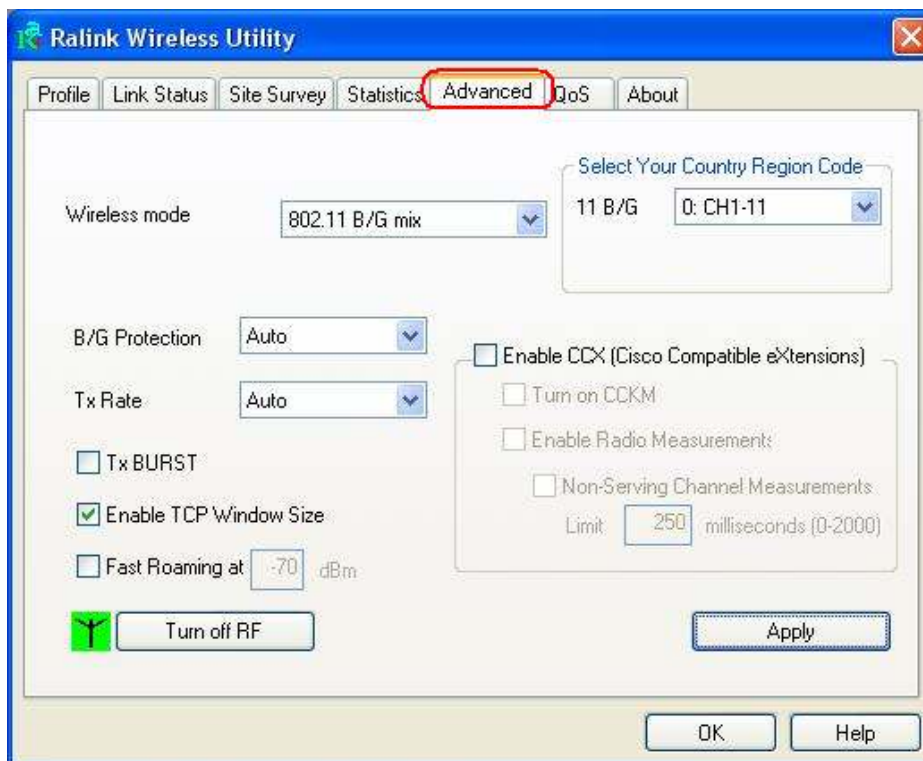 Ralink Wireless Utility
Profile Link Status Site Survey Statistics Advanced QoS About
Select Your Country Region Code
Wireless mode 802.11 B/G mix 11 B/G 0: CH1-11
B/G Protection Auto
Enable CCX (Cisco Compatible eXtensions)
Tx Rate Auto
Turn on CCKM
Enable Radio Measurements
Tx BURST
Non-Serving Channel Measurements
Enable TCP Window Size
Limit 250 milliseconds (0-2000)
Fast Roaming at -70 dBm
Turn off RF Apply
OK Help